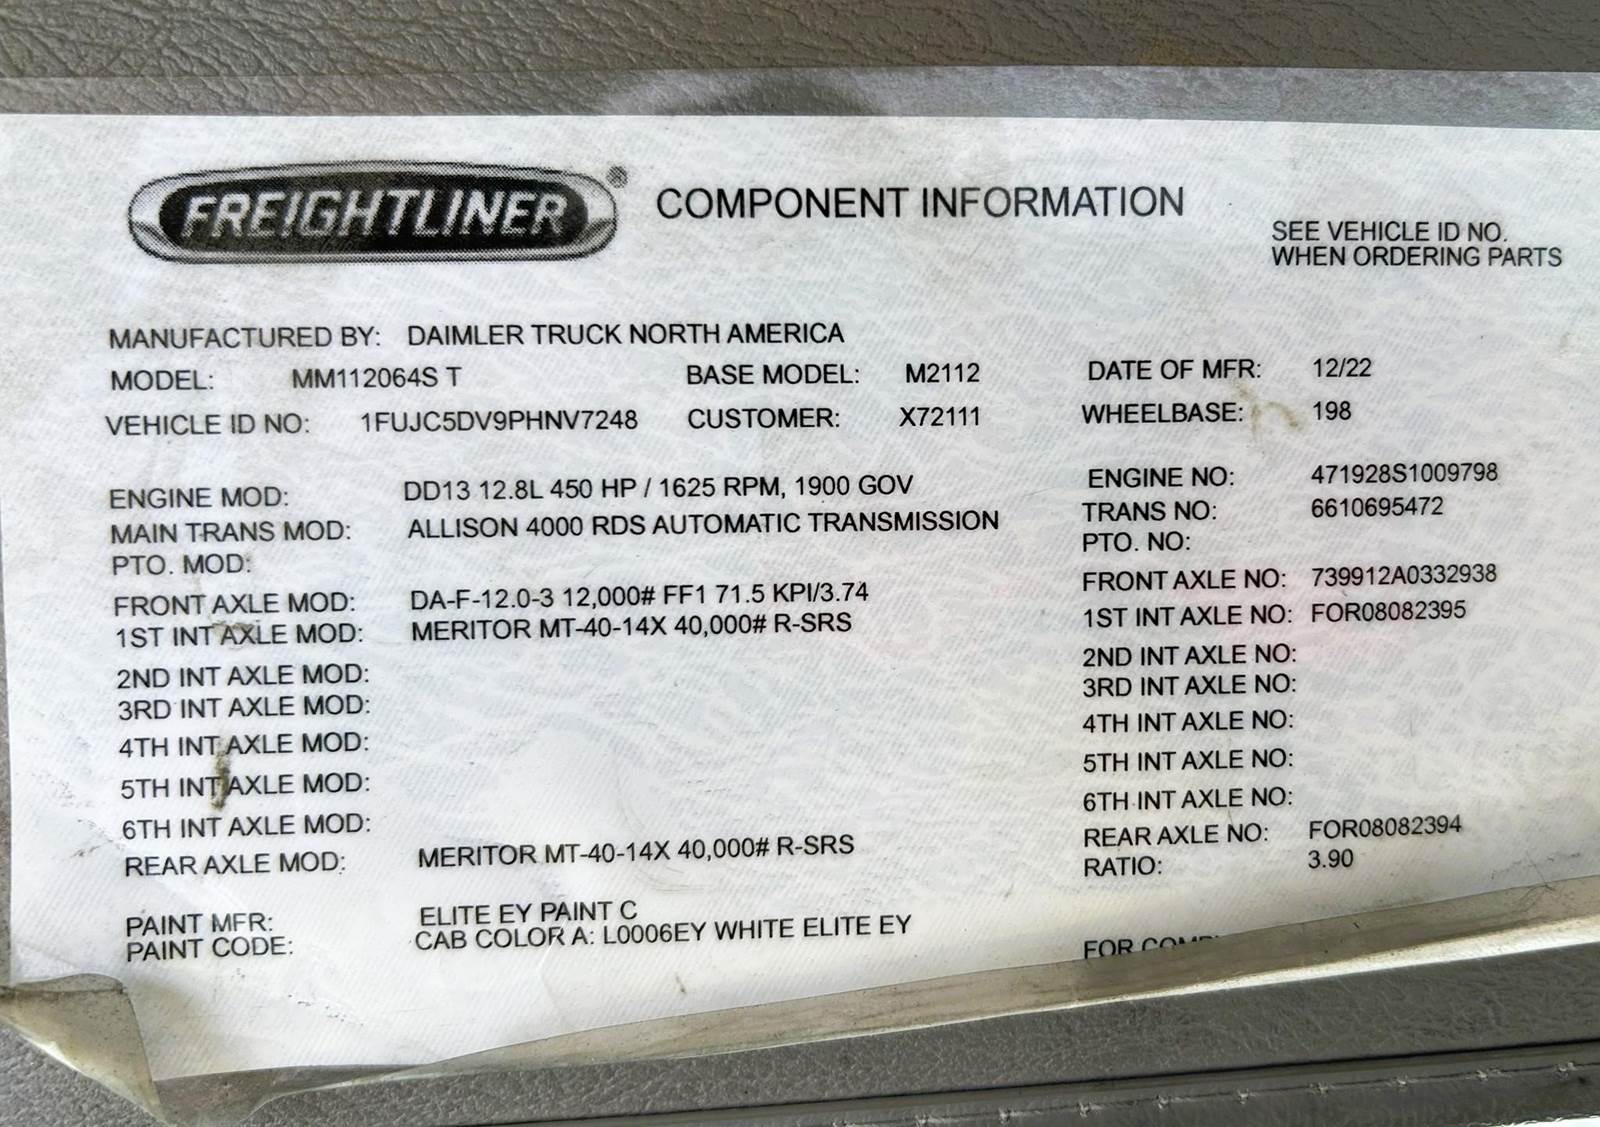 FREIGHTLINER®
COMPONENT INFORMATION
SEE VEHICLE ID NO.
WHEN ORDERING PARTS
MANUFACTURED BY: DAIMLER TRUCK NORTH AMERICA
MODEL: MM112064S T BASE MODEL: M2112 DATE OF MFR: 12/22
VEHICLE ID NO: 1FUJC5DV9PHNV7248 CUSTOMER: X72111 WHEELBASE: 198
ENGINE MOD: DD13 12.8L 450 HP / 1625 RPM, 1900 GOV ENGINE NO: 471928S1009798
MAIN TRANS MOD: ALLISON 4000 RDS AUTOMATIC TRANSMISSION TRANS NO: 6610695472
PTO. MOD: PTO. NO:
FRONT AXLE MOD: DA-F-12.0-3 12,000# FF1 71.5 KPI/3.74 FRONT AXLE NO: 739912A0332938
1ST INT AXLE MOD: MERITOR MT-40-14X 40,000# R-SRS 1ST INT AXLE NO: FOR08082395
2ND INT AXLE MOD: 2ND INT AXLE NO:
3RD INT AXLE MOD: 3RD INT AXLE NO:
4TH INT AXLE MOD: 4TH INT AXLE NO:
5TH INT AXLE MOD: 5TH INT AXLE NO:
6TH INT AXLE MOD: 6TH INT AXLE NO:
REAR AXLE MOD: MERITOR MT-40-14X 40,000# R-SRS REAR AXLE NO: FOR08082394
RATIO: 3.90
PAINT MFR: ELITE EY PAINT C
PAINT CODE: CAB COLOR A: L0006EY WHITE ELITE EY
FOR